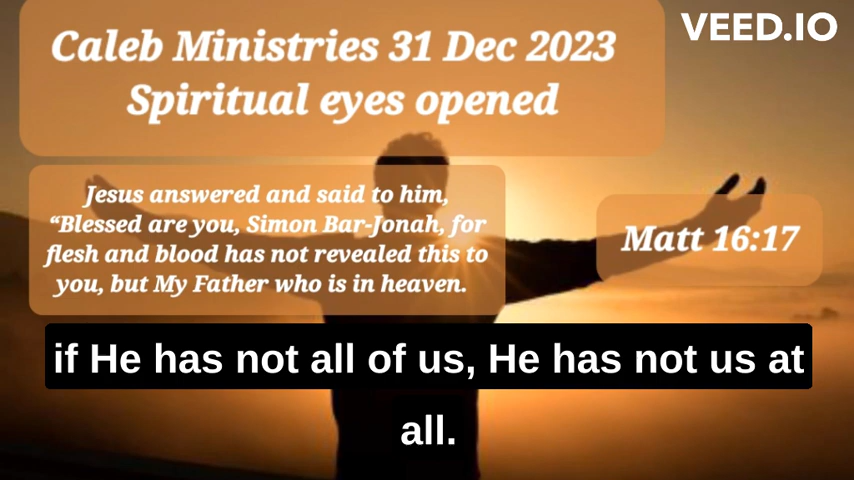 VEED.IO
Caleb Ministries 31 Dec 2023
Spiritual eyes opened
Jesus answered and said to him,
“Blessed are you, Simon Bar-Jonah, for
flesh and blood has not revealed this to
you, but My Father who is in heaven.
Matt 16:17
if He has not all of us, He has not us at
all.